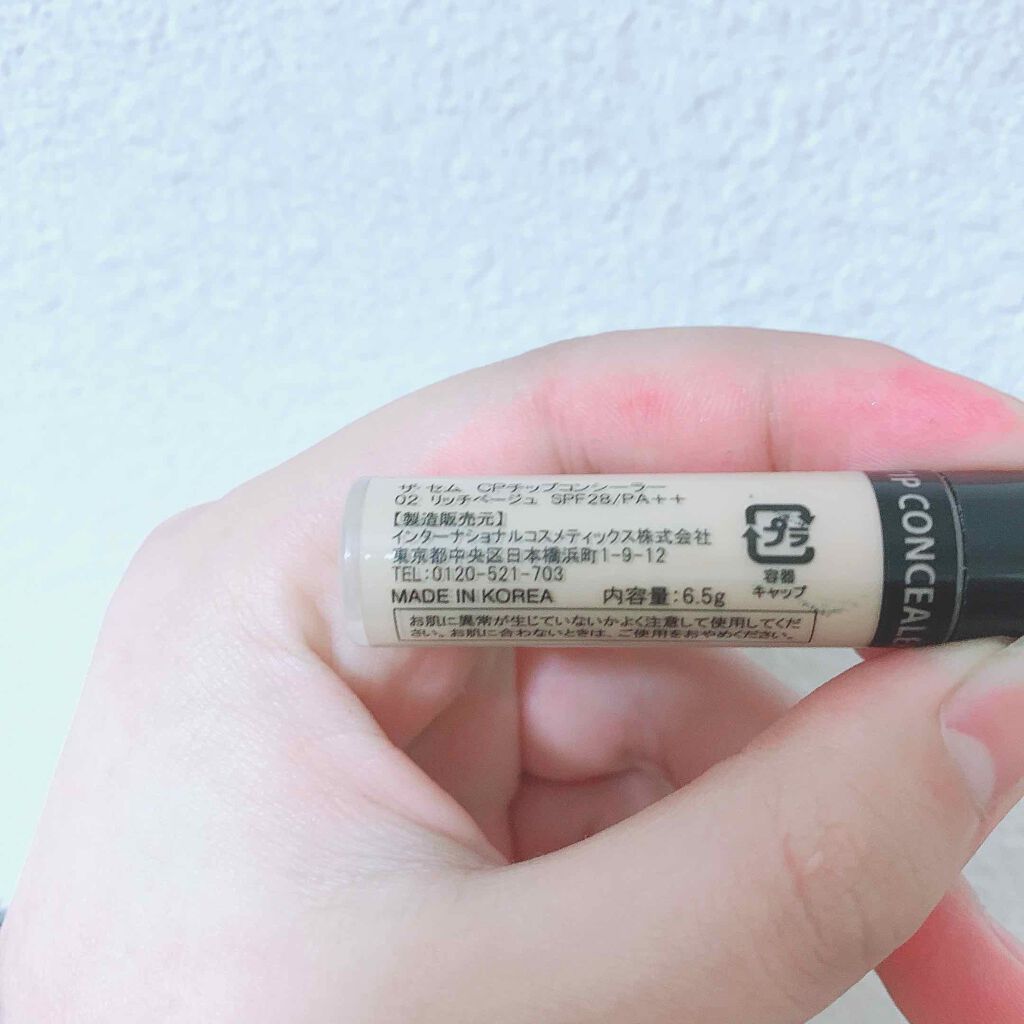 ザ セム CPチップコンシーラー
02 リッチベージュ SPF28/PA++
【製造販売元】
インターナショナルコスメティックス株式会社
東京都中央区日本橋浜町1-9-12
TEL:0120-521-703
MADE IN KOREA 内容量:6.5g
お肌に異常が生じていないかよく注意して使用してくだ
さい。お肌に合わないときは、ご使用をおやめください。
プラ
容器
キャップ
TIP CONCEALE